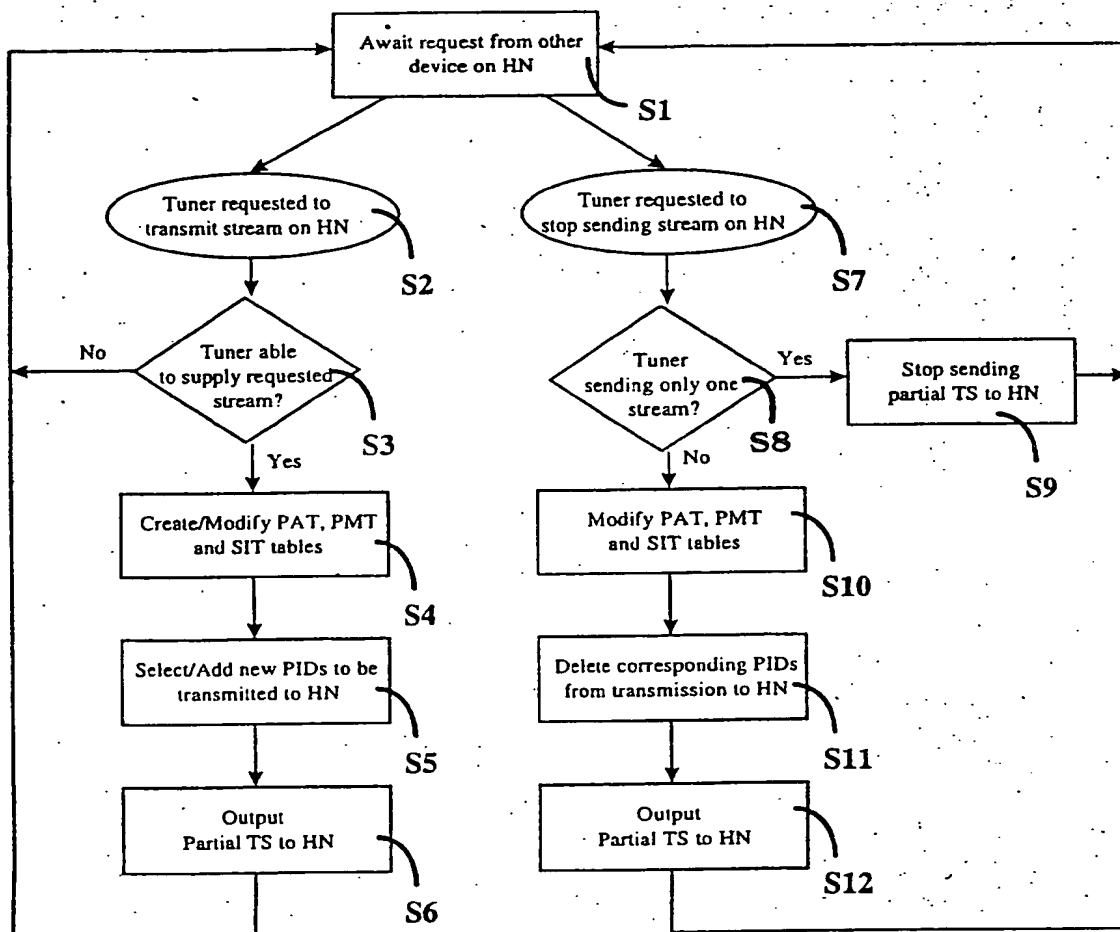 Await request from other
device on HN
S1
Tuner requested to
transmit stream on HN
S2
Tuner able
to supply requested
stream?
S3
No
Yes
Create/Modify PAT, PMT
and SIT tables
S4
Select/Add new PIDs to be
transmitted to HN
S5
Output
Partial TS to HN
S6
Tuner requested to
stop sending stream on HN
S7
Tuner
sending only one
stream?
S8
Yes
Stop sending
partial TS to HN
S9
No
Modify PAT, PMT
and SIT tables
S10
Delete corresponding PIDs
from transmission to HN
S11
Output
Partial TS to HN
S12